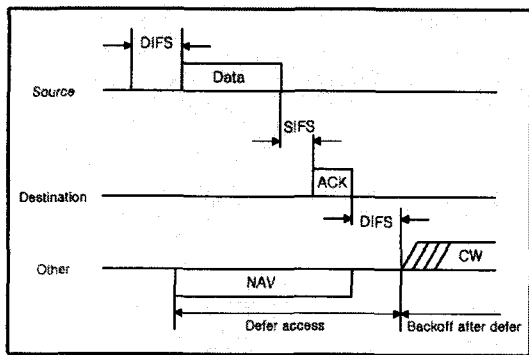 DIFS
Data
Source
SIFS
ACK
Destination
DIFS
CW
Other
NAV
Defer access
Backoff after defer